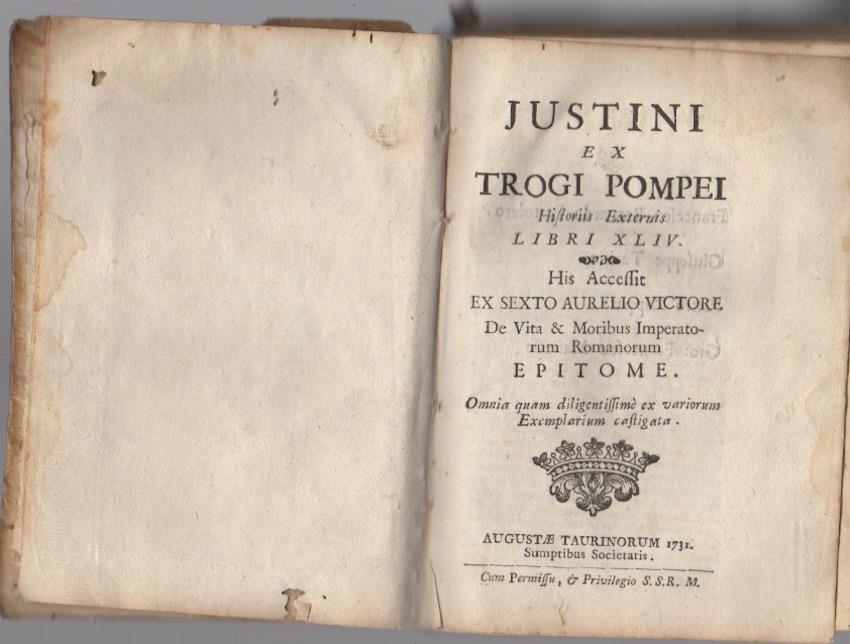 JUSTINI
EX
TROGI POMPEI
Hiſtoriis Externis
LIBRI XLIV.
His Acceſſit
EX SEXTO AURELIO VICTORE
De Vita & Moribus Imperato-
rum Romanorum
EPITOME.
Omnia quam diligentiſſimè ex variorum
Exemplarium caſtigata.
AUGUSTÆ TAURINORUM 1731.
Sumptibus Societatis.
Cum Permiſſu, & Privilegio S.S.R. M.